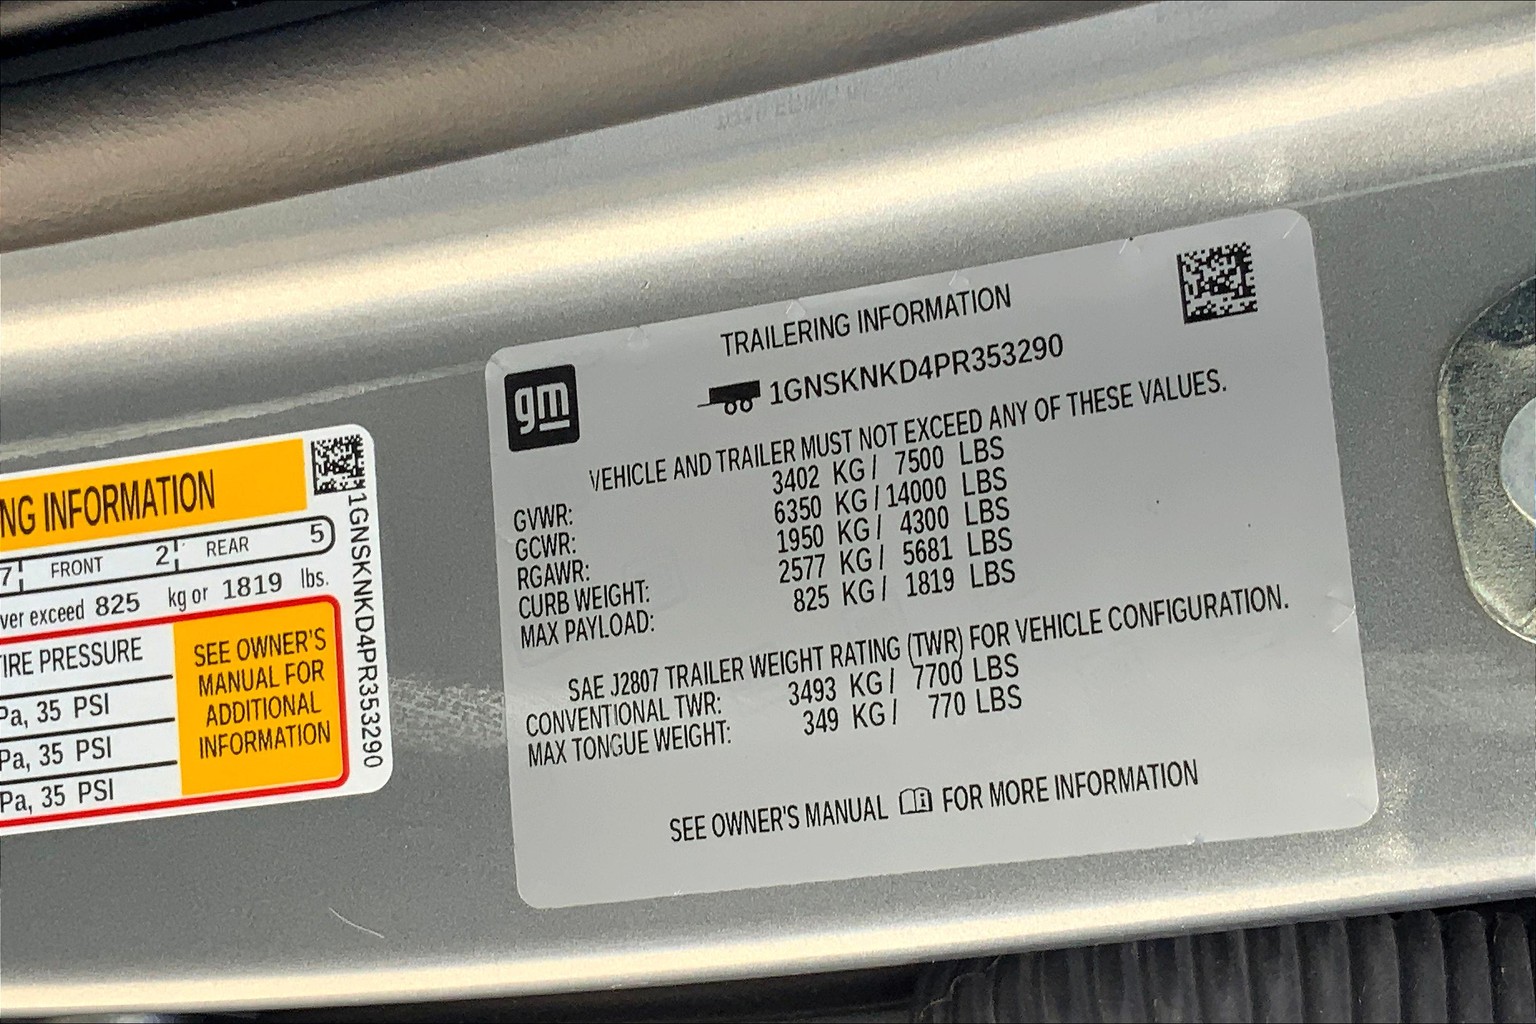 NG INFORMATION
7 FRONT 2 REAR 5
ver exceed 825 kg or 1819 lbs.
TIRE PRESSURE
Pa, 35 PSI
Pa, 35 PSI
Pa, 35 PSI
SEE OWNER'S
MANUAL FOR
ADDITIONAL
INFORMATION
1GNSKNKD4PR353290
gm
TRAILERING INFORMATION
1GNSKNKD4PR353290
VEHICLE AND TRAILER MUST NOT EXCEED ANY OF THESE VALUES.
GVWR: 3402 KG/ 7500 LBS
GCWR: 6350 KG/14000 LBS
RGAWR: 1950 KG/ 4300 LBS
CURB WEIGHT: 2577 KG/ 5681 LBS
MAX PAYLOAD: 825 KG/ 1819 LBS
SAE J2807 TRAILER WEIGHT RATING (TWR) FOR VEHICLE CONFIGURATION.
CONVENTIONAL TWR: 3493 KG/ 7700 LBS
MAX TONGUE WEIGHT: 349 KG/ 770 LBS
SEE OWNER'S MANUAL FOR MORE INFORMATION